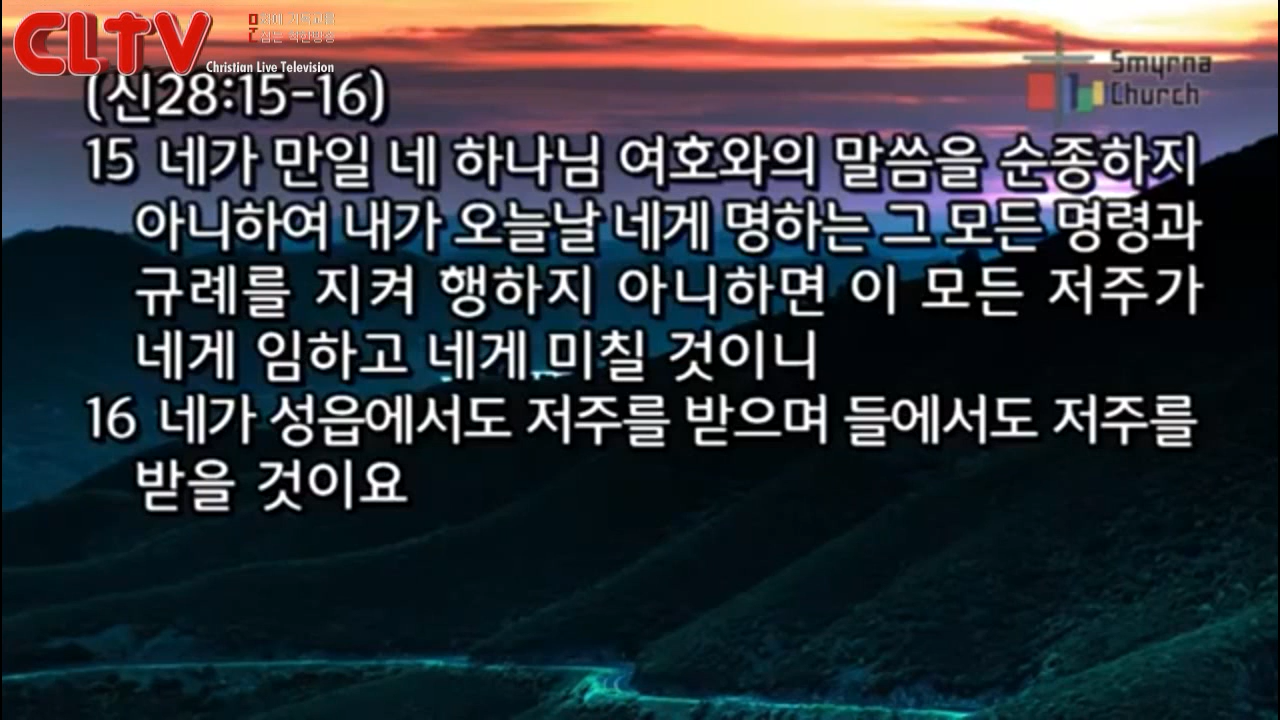 CLTV
Christian Live Television
Smyrna
Church
(신28:15-16)
15 네가 만일 네 하나님 여호와의 말씀을 순종하지
아니하여 내가 오늘날 네게 명하는 그 모든 명령과
규례를 지켜 행하지 아니하면 이 모든 저주가
네게 임하고 네게 미칠 것이니
16 네가 성읍에서도 저주를 받으며 들에서도 저주를
받을 것이요